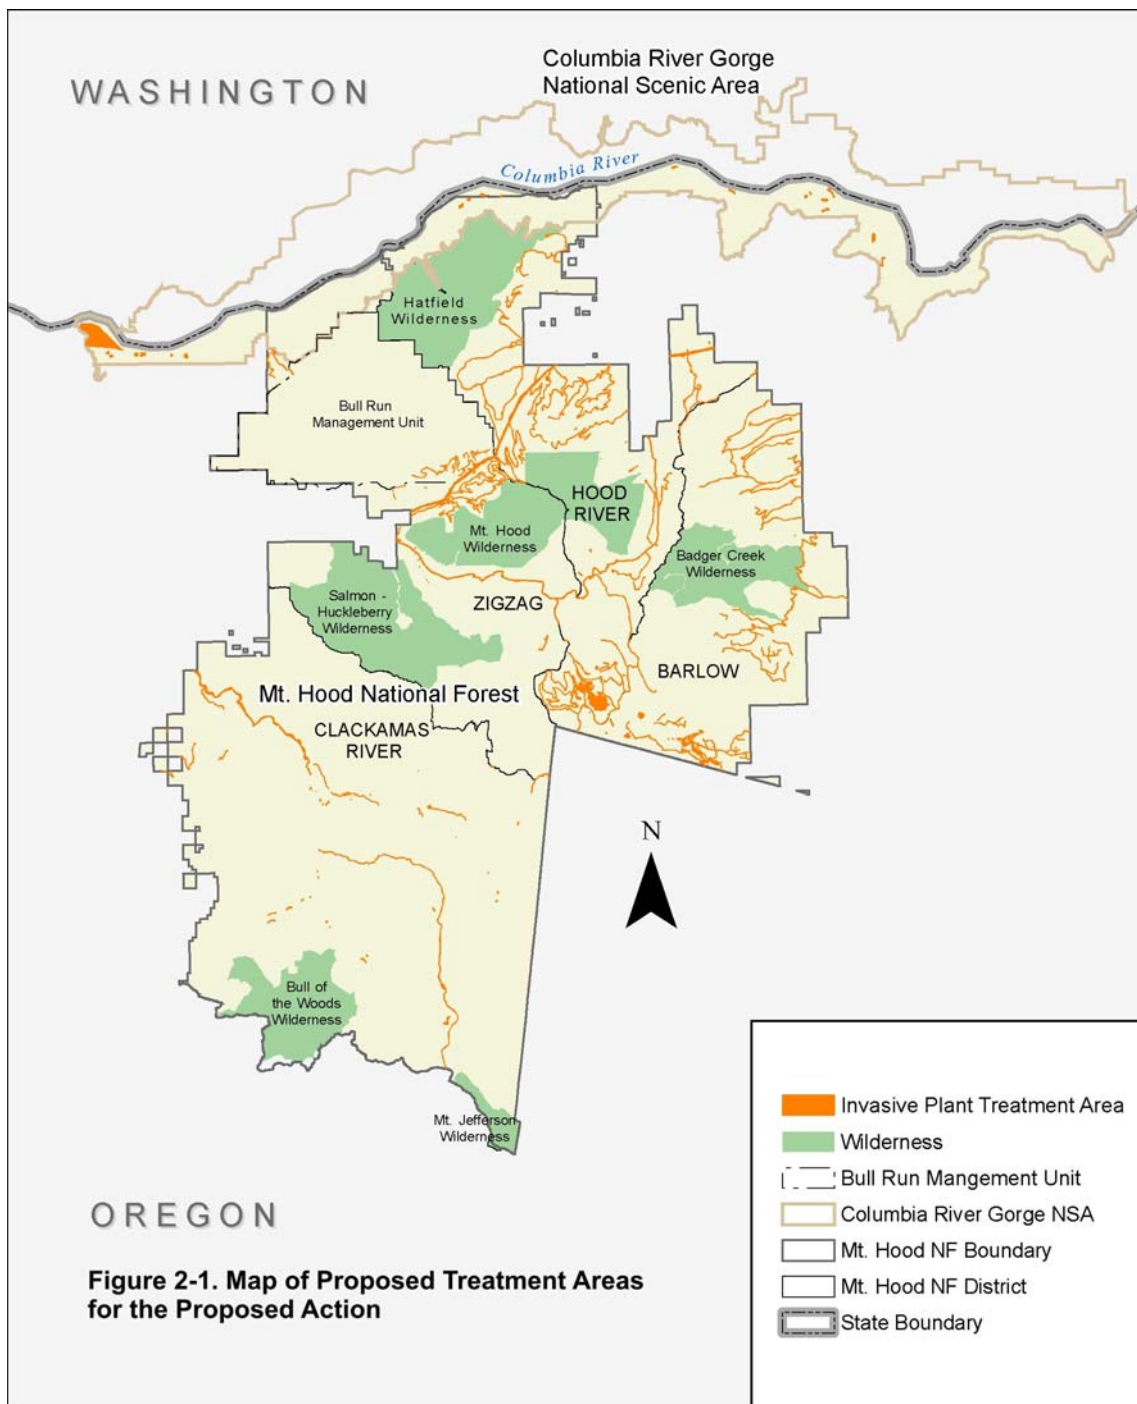 Columbia River Gorge
National Scenic Area
WASHINGTON
Columbia River
Hatfield
Wilderness
Bull Run
Management Unit
HOOD
RIVER
Mt. Hood
Wilderness
Badger Creek
Wilderness
Salmon -
Huckleberry
Wilderness
ZIGZAG
BARLOW
Mt. Hood National Forest
CLACKAMAS
RIVER
N
Bull of
the Woods
Wilderness
Mt. Jefferson
Wilderness
OREGON
Figure 2-1. Map of Proposed Treatment Areas
for the Proposed Action
Invasive Plant Treatment Area
Wilderness
Bull Run Mangement Unit
Columbia River Gorge NSA
Mt. Hood NF Boundary
Mt. Hood NF District
State Boundary